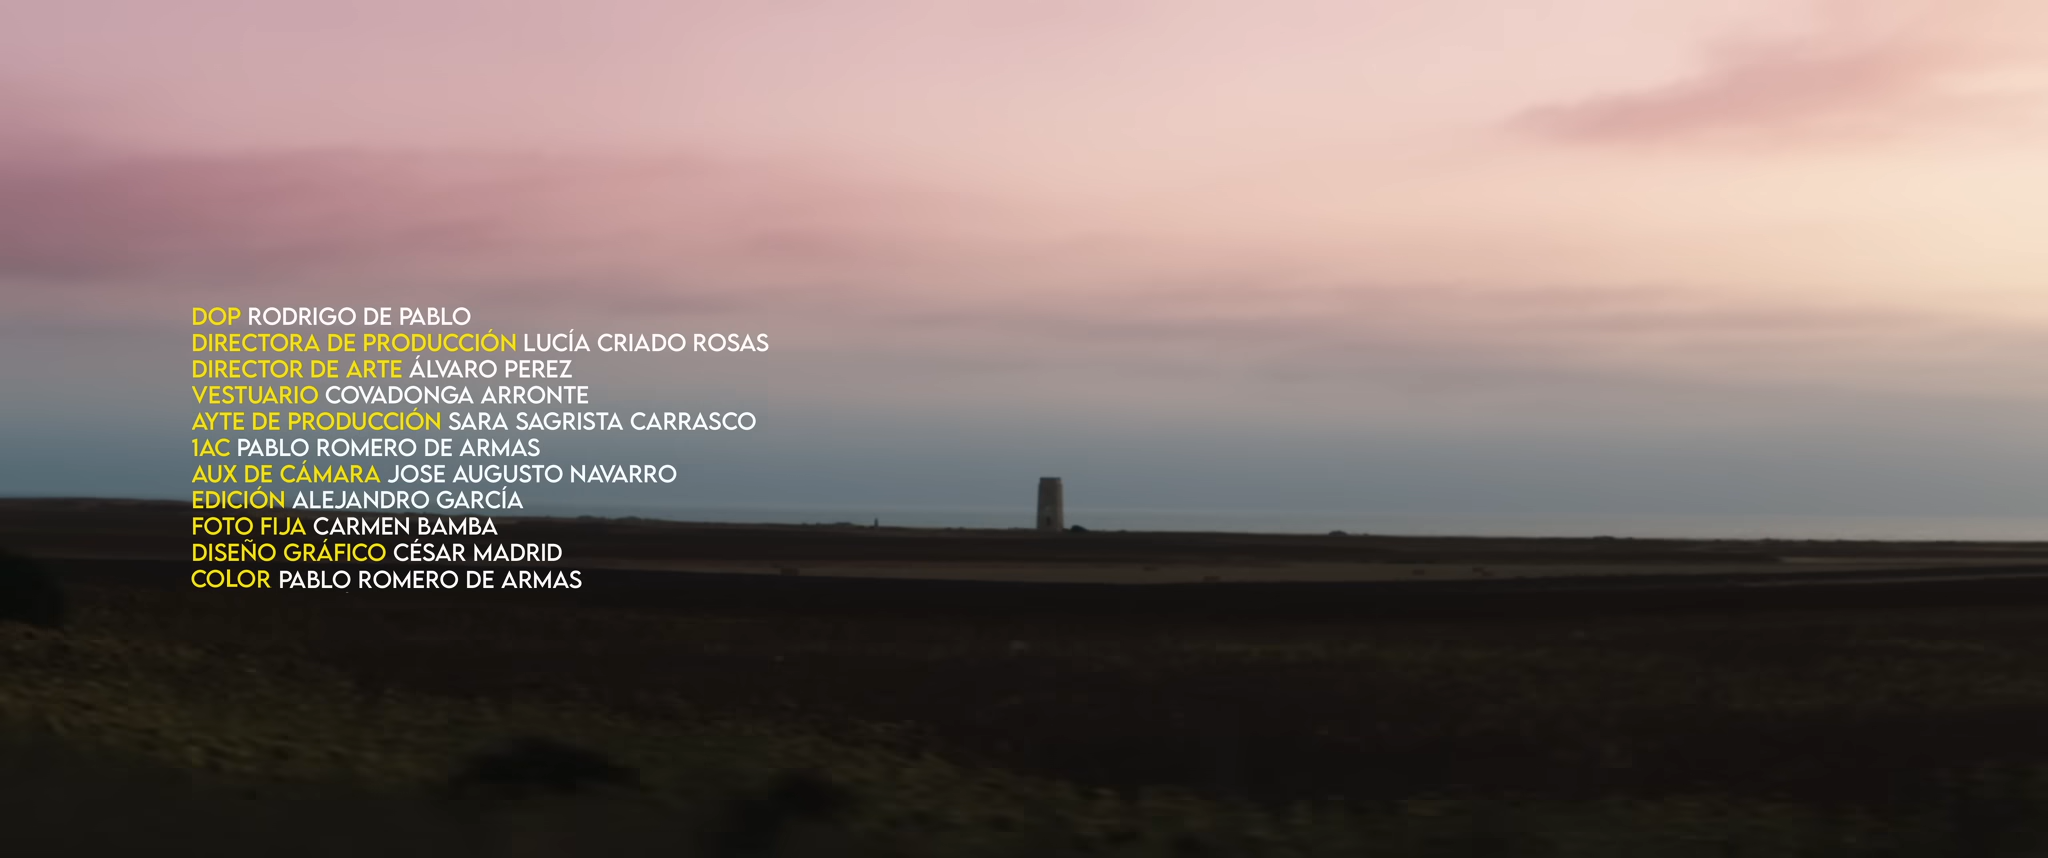 DOP RODRIGO DE PABLO
DIRECTORA DE PRODUCCIÓN LUCÍA CRIADO ROSAS
DIRECTOR DE ARTE ÁLVARO PEREZ
VESTUARIO COVADONGA ARRONTE
AYTE DE PRODUCCIÓN SARA SAGRISTA CARRASCO
1AC PABLO ROMERO DE ARMAS
AUX DE CÁMARA JOSE AUGUSTO NAVARRO
EDICIÓN ALEJANDRO GARCÍA
FOTO FIJA CARMEN BAMBA
DISEÑO GRÁFICO CÉSAR MADRID
COLOR PABLO ROMERO DE ARMAS